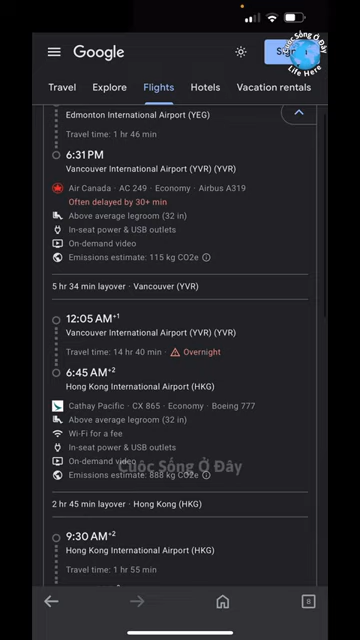 Google
Cuộc Sống Ở Đây
Life Here
Travel
Explore
Flights
Hotels
Vacation rentals
Edmonton International Airport (YEG)
Travel time: 1 hr 46 min
6:31 PM
Vancouver International Airport (YVR) (YVR)
Air Canada · AC 249 · Economy · Airbus A319
Often delayed by 30+ min
Above average legroom (32 in)
In-seat power & USB outlets
On-demand video
Emissions estimate: 115 kg CO2e
5 hr 34 min layover · Vancouver (YVR)
12:05 AM+1
Vancouver International Airport (YVR) (YVR)
Travel time: 14 hr 40 min · Overnight
6:45 AM+2
Hong Kong International Airport (HKG)
Cathay Pacific · CX 865 · Economy · Boeing 777
Above average legroom (32 in)
Wi-Fi for a fee
In-seat power & USB outlets
On-demand video
Cuộc Sống Ở Đây
Emissions estimate: 888 kg CO2e
2 hr 45 min layover · Hong Kong (HKG)
9:30 AM+2
Hong Kong International Airport (HKG)
Travel time: 1 hr 55 min
8